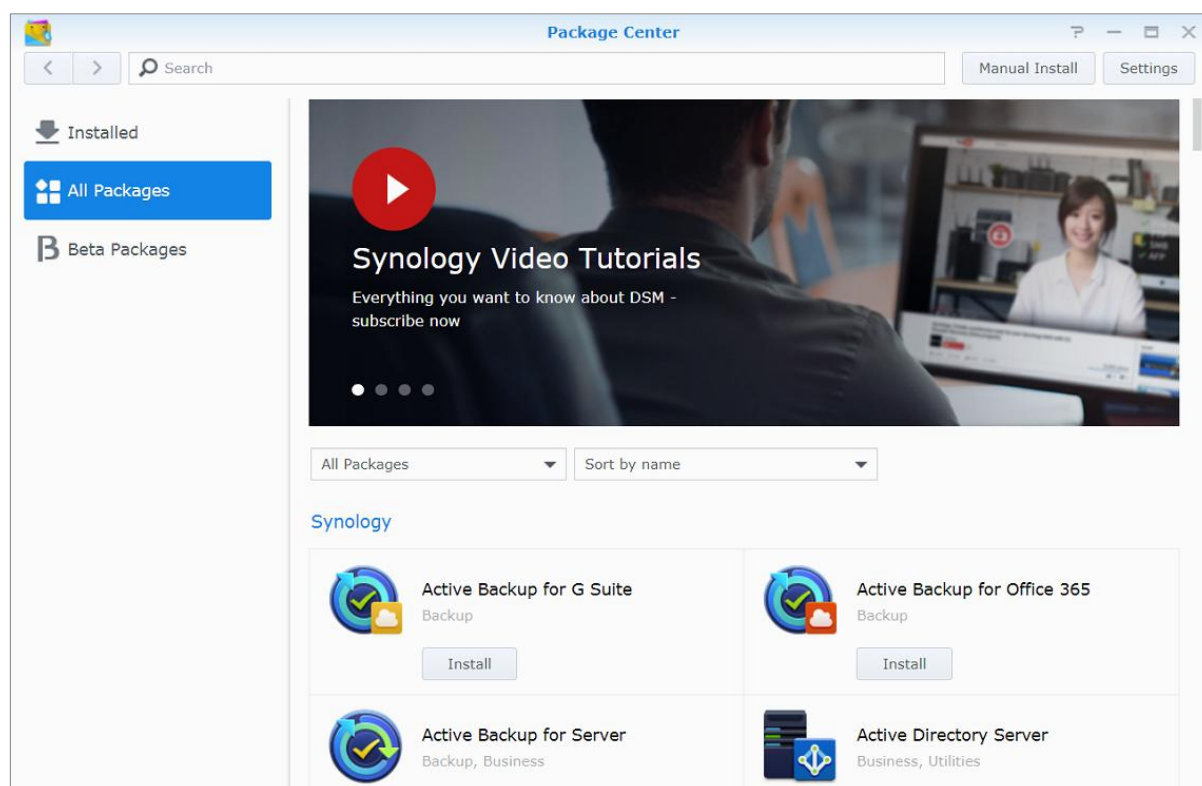 Package Center
Search
Manual Install
Settings
Installed
All Packages
Beta Packages
Synology Video Tutorials
Everything you want to know about DSM -
subscribe now
All Packages
Sort by name
Synology
Active Backup for G Suite
Backup
Install
Active Backup for Office 365
Backup
Install
Active Backup for Server
Backup, Business
Active Directory Server
Business, Utilities